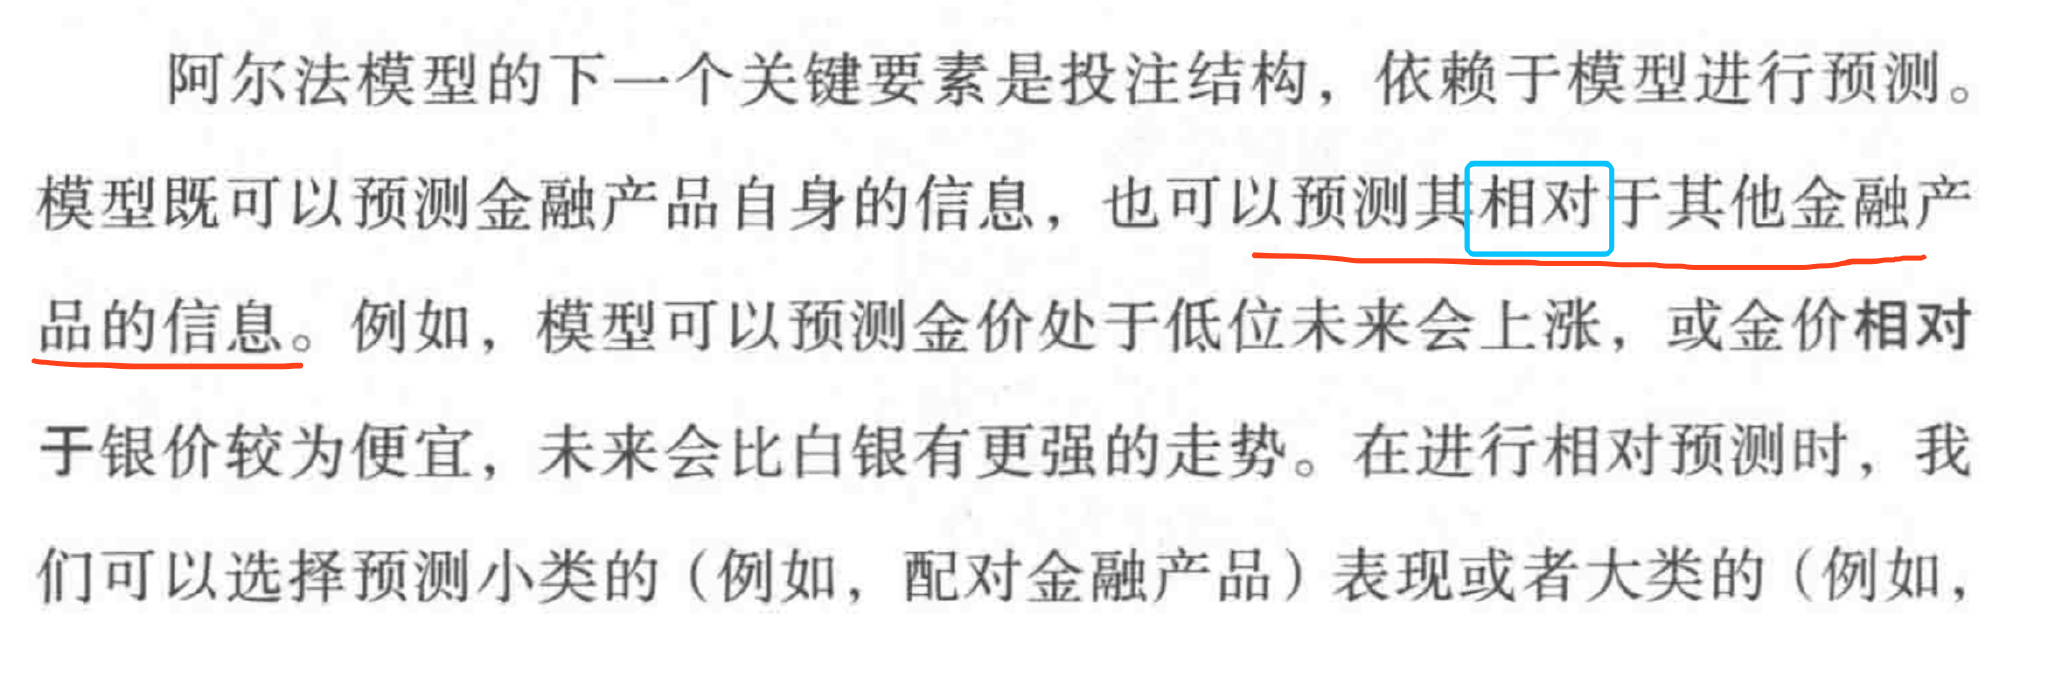 阿尔法模型的下一个关键要素是投注结构，依赖于模型进行预测。
模型既可以预测金融产品自身的信息，也可以预测其相对于其他金融产
品的信息。例如，模型可以预测金价处于低位未来会上涨，或金价相对
于银价较为便宜，未来会比白银有更强的走势。在进行相对预测时，我
们可以选择预测小类的（例如，配对金融产品）表现或者大类的（例如，